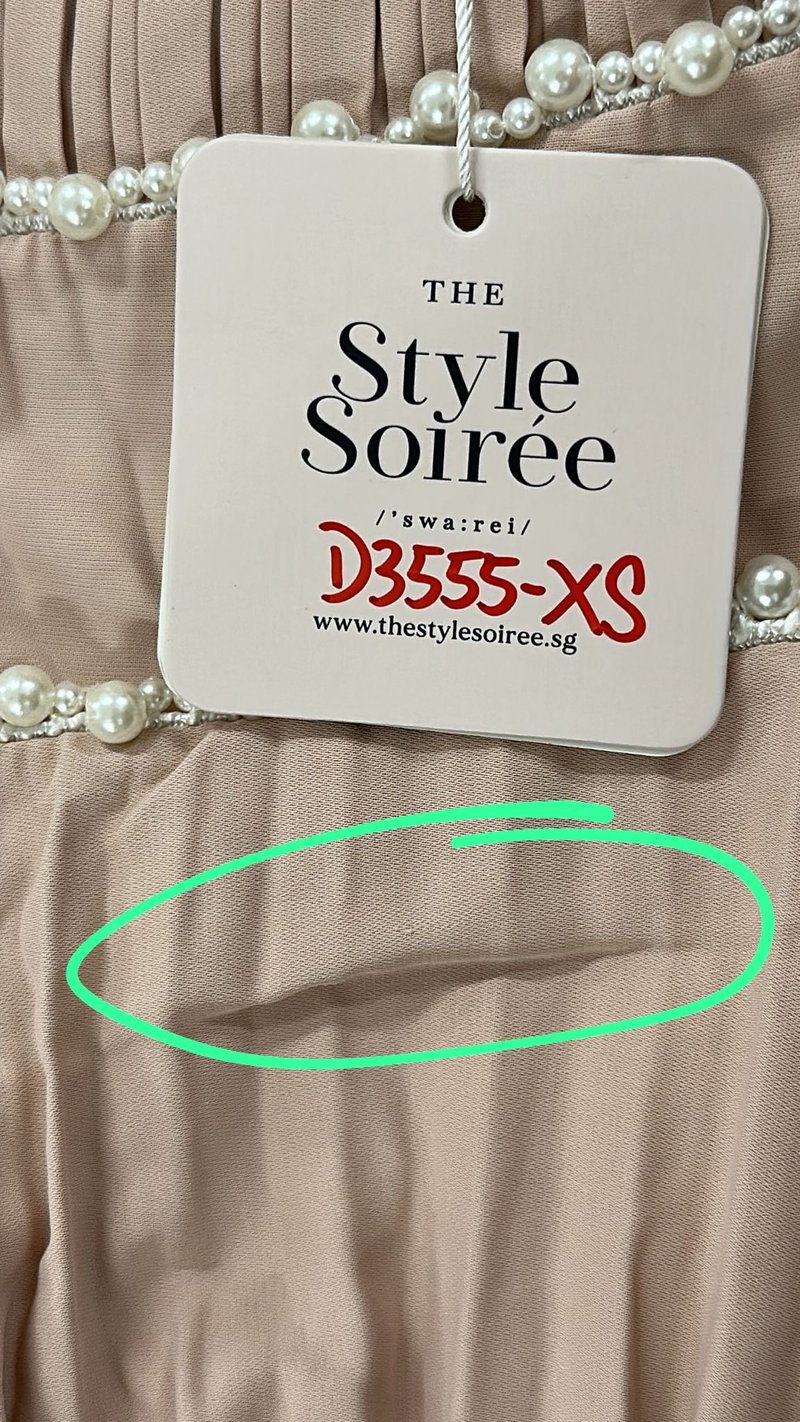 THE
Style
Soirée
/'swa:rei/
D3555-XS
www.thestylesoiree.sg